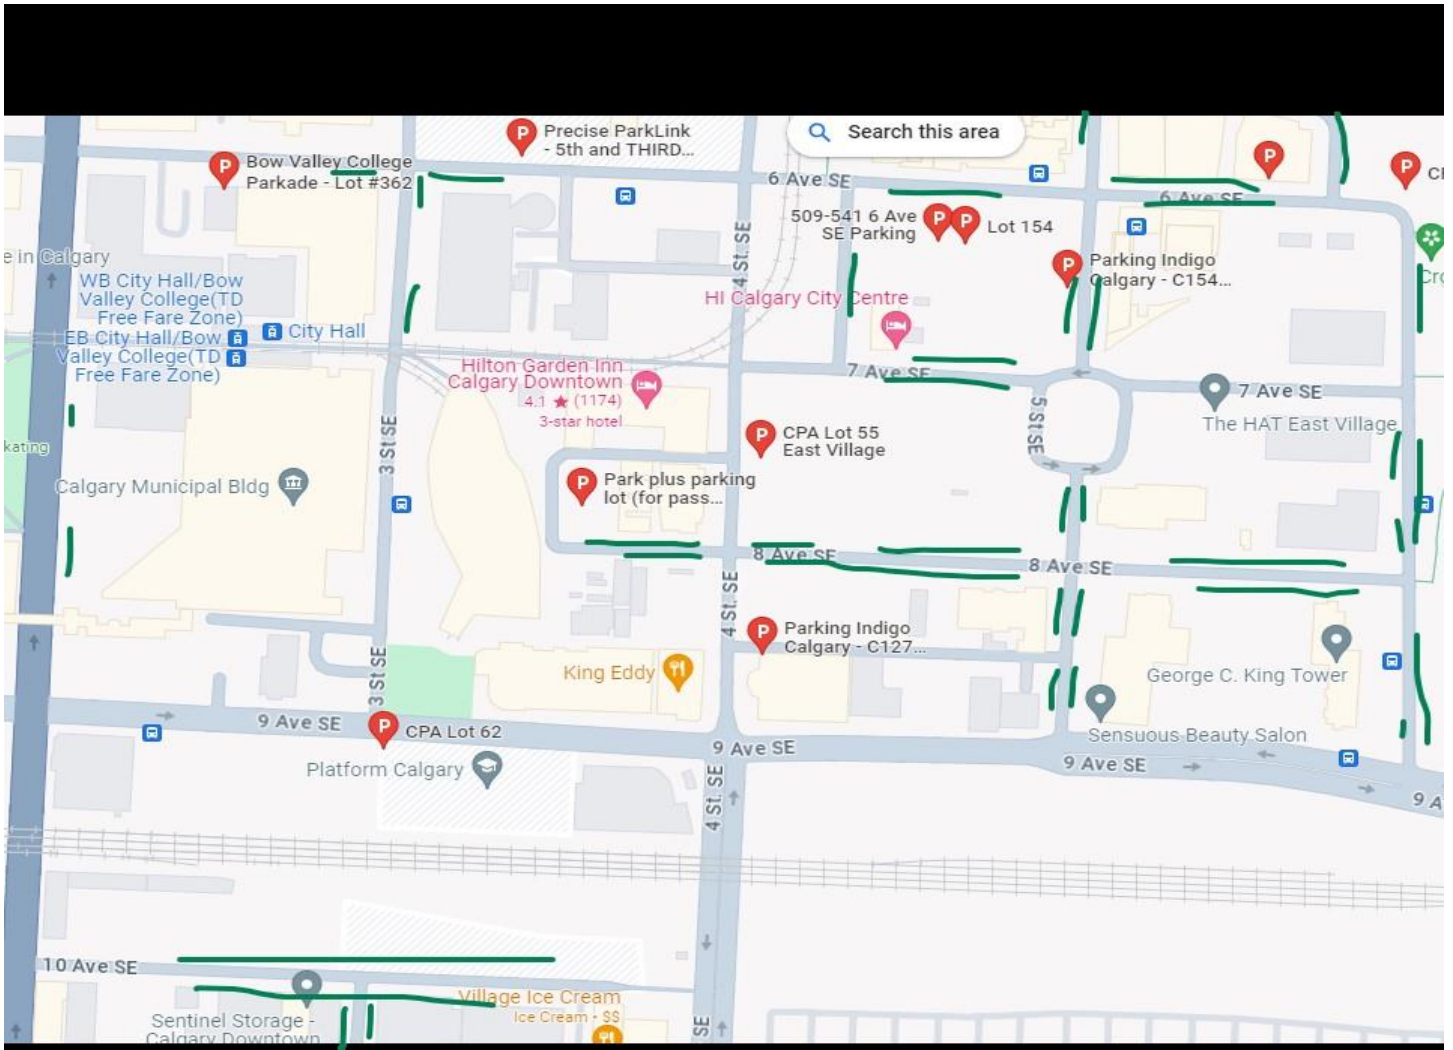 Precise ParkLink
- 5th and THIRD...
Search this area
Bow Valley College
Parkade - Lot #362
P
P
P
P
6 Ave SE
6 Ave SE
509-541 6 Ave
SE Parking
P
P
Lot 154
4 St. SE
e in Calgary
WB City Hall/Bow
Valley College(TD
Free Fare Zone)
City Hall
EB City Hall/Bow
Valley College(TD
Free Fare Zone)
P
Parking Indigo
Calgary - C154...
HI Calgary City Centre
Hilton Garden Inn
Calgary Downtown
4.1 ★ (1174)
3-star hotel
7 Ave SE
7 Ave SE
The HAT East Village
3 St SE
5 St SE
P
CPA Lot 55
East Village
kating
Calgary Municipal Bldg
P
Park plus parking
lot (for pass...
8 Ave SE
8 Ave SE
4 St. SE
P
Parking Indigo
Calgary - C127...
3 St SE
King Eddy
George C. King Tower
9 Ave SE
P
CPA Lot 62
9 Ave SE
Sensuous Beauty Salon
9 Ave SE
Platform Calgary
4 St. SE
9 A
10 Ave SE
Village Ice Cream
Ice Cream · $$
Sentinel Storage -
Calgary Downtown
SE